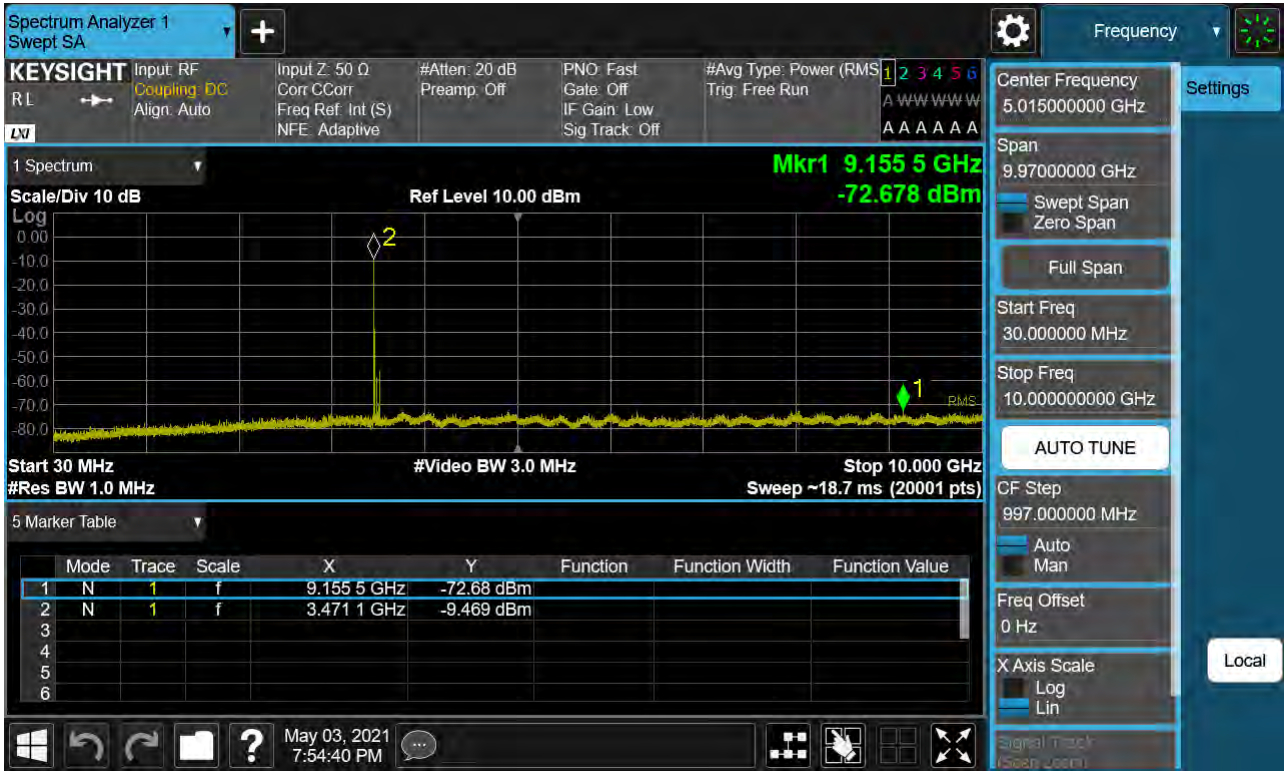 Spectrum Analyzer 1
Swept SA
+
Frequency
KEYSIGHT
RL
LXI
Input: RF
Coupling: DC
Align: Auto
Input Z: 50 Ω
Corr CCorr
Freq Ref: Int (S)
NFE: Adaptive
#Atten: 20 dB
Preamp: Off
PNO: Fast
Gate: Off
IF Gain: Low
Sig Track: Off
#Avg Type: Power (RMS
Trig: Free Run
1 2 3 4 5 6
A W W W W W
A A A A A A
1 Spectrum
Scale/Div 10 dB
Ref Level 10.00 dBm
Mkr1 9.155 5 GHz
-72.678 dBm
Log
0.00
-10.0
-20.0
-30.0
-40.0
-50.0
-60.0
-70.0
-80.0
2
1
RMS
Start 30 MHz
#Video BW 3.0 MHz
Stop 10.000 GHz
#Res BW 1.0 MHz
Sweep ~18.7 ms (20001 pts)
5 Marker Table
Mode Trace Scale X Y Function Function Width Function Value
1 N 1 f 9.155 5 GHz -72.68 dBm
2 N 1 f 3.471 1 GHz -9.469 dBm
3
4
5
6
May 03, 2021
7:54:40 PM
?
Center Frequency
5.015000000 GHz
Settings
Span
9.97000000 GHz
Swept Span
Zero Span
Full Span
Start Freq
30.000000 MHz
Stop Freq
10.000000000 GHz
AUTO TUNE
CF Step
997.000000 MHz
Auto
Man
Freq Offset
0 Hz
X Axis Scale
Log
Lin
Local
Signal Track
(Span Zoom)